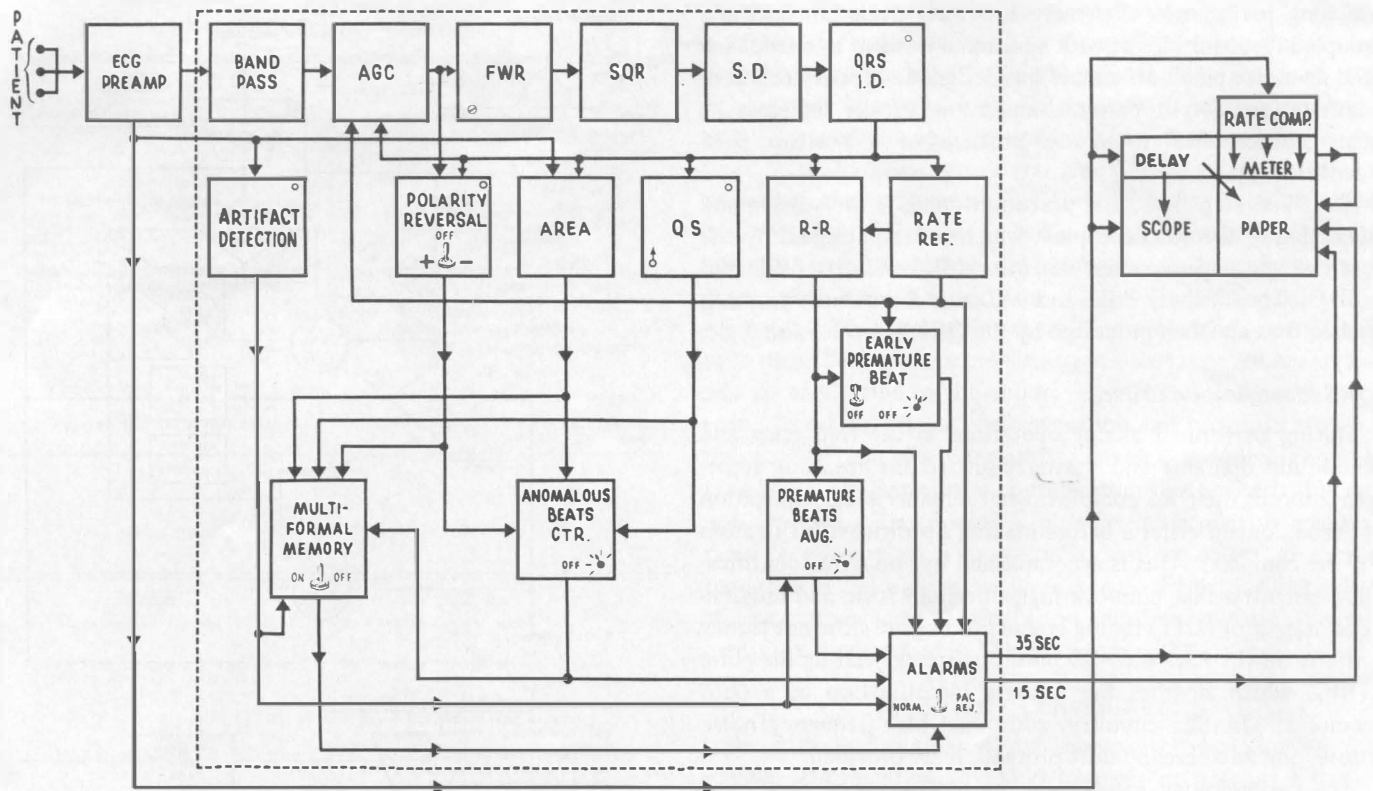 PATIENT
ECG
PREAMP
BAND
PASS
AGC
FWR
SQR
S.D.
QRS
I.D.
RATE COMP.
DELAY
METER
SCOPE
PAPER
ARTIFACT
DETECTION
POLARITY
REVERSAL
OFF
+ -
AREA
QS
R-R
RATE
REF.
EARLY
PREMATURE
BEAT
OFF OFF
MULTI-
FORMAL
MEMORY
ON OFF
ANOMALOUS
BEATS
CTR.
OFF
PREMATURE
BEATS
AUG.
OFF
ALARMS
NORM. PAC
REJ.
35 SEC
15 SEC